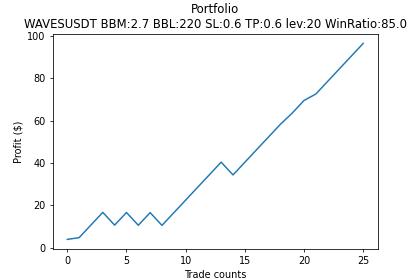 Portfolio
WAVESUSDT BBM:2.7 BBL:220 SL:0.6 TP:0.6 lev:20 WinRatio:85.0
100
80
60
40
20
0
Profit ($)
0 5 10 15 20 25
Trade counts